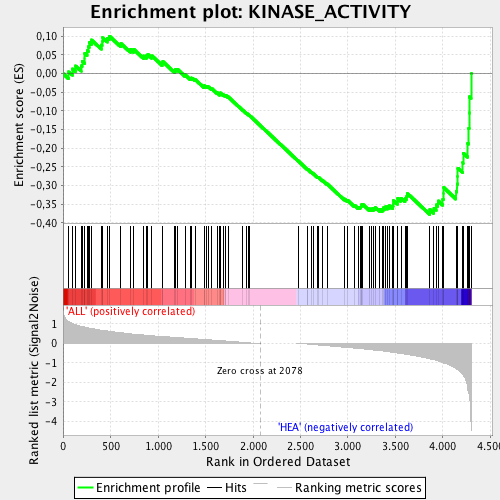 Enrichment plot: KINASE_ACTIVITY
Enrichment score (ES)
0,10
0,05
0,00
-0,05
-0,10
-0,15
-0,20
-0,25
-0,30
-0,35
-0,40
Ranked list metric (Signal2Noise)
'ALL' (positively correlated)
1
0
-1
-2
-3
-4
Zero cross at 2078
'HEA' (negatively correlated)
0 500 1.000 1.500 2.000 2.500 3.000 3.500 4.000 4.500
Rank in Ordered Dataset
Enrichment profile Hits Ranking metric scores